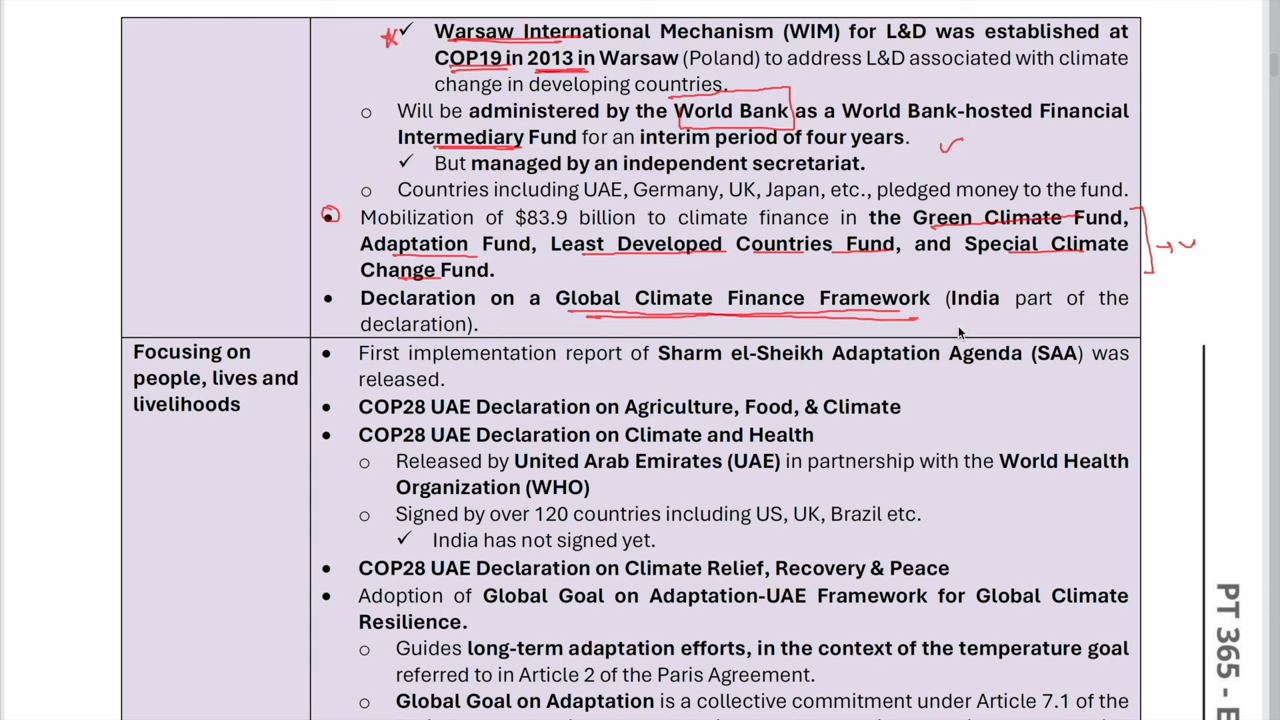 ✓ Warsaw International Mechanism (WIM) for L&D was established at
COP19 in 2013 in Warsaw (Poland) to address L&D associated with climate
change in developing countries.
o Will be administered by the World Bank as a World Bank-hosted Financial
Intermediary Fund for an interim period of four years.
✓ But managed by an independent secretariat.
o Countries including UAE, Germany, UK, Japan, etc., pledged money to the fund.
• Mobilization of $83.9 billion to climate finance in the Green Climate Fund,
Adaptation Fund, Least Developed Countries Fund, and Special Climate
Change Fund.
• Declaration on a Global Climate Finance Framework (India part of the
declaration).
Focusing on
people, lives and
livelihoods
• First implementation report of Sharm el-Sheikh Adaptation Agenda (SAA) was
released.
• COP28 UAE Declaration on Agriculture, Food, & Climate
• COP28 UAE Declaration on Climate and Health
o Released by United Arab Emirates (UAE) in partnership with the World Health
Organization (WHO)
o Signed by over 120 countries including US, UK, Brazil etc.
✓ India has not signed yet.
• COP28 UAE Declaration on Climate Relief, Recovery & Peace
• Adoption of Global Goal on Adaptation-UAE Framework for Global Climate
Resilience.
o Guides long-term adaptation efforts, in the context of the temperature goal
referred to in Article 2 of the Paris Agreement.
o Global Goal on Adaptation is a collective commitment under Article 7.1 of the
PT 365 - E